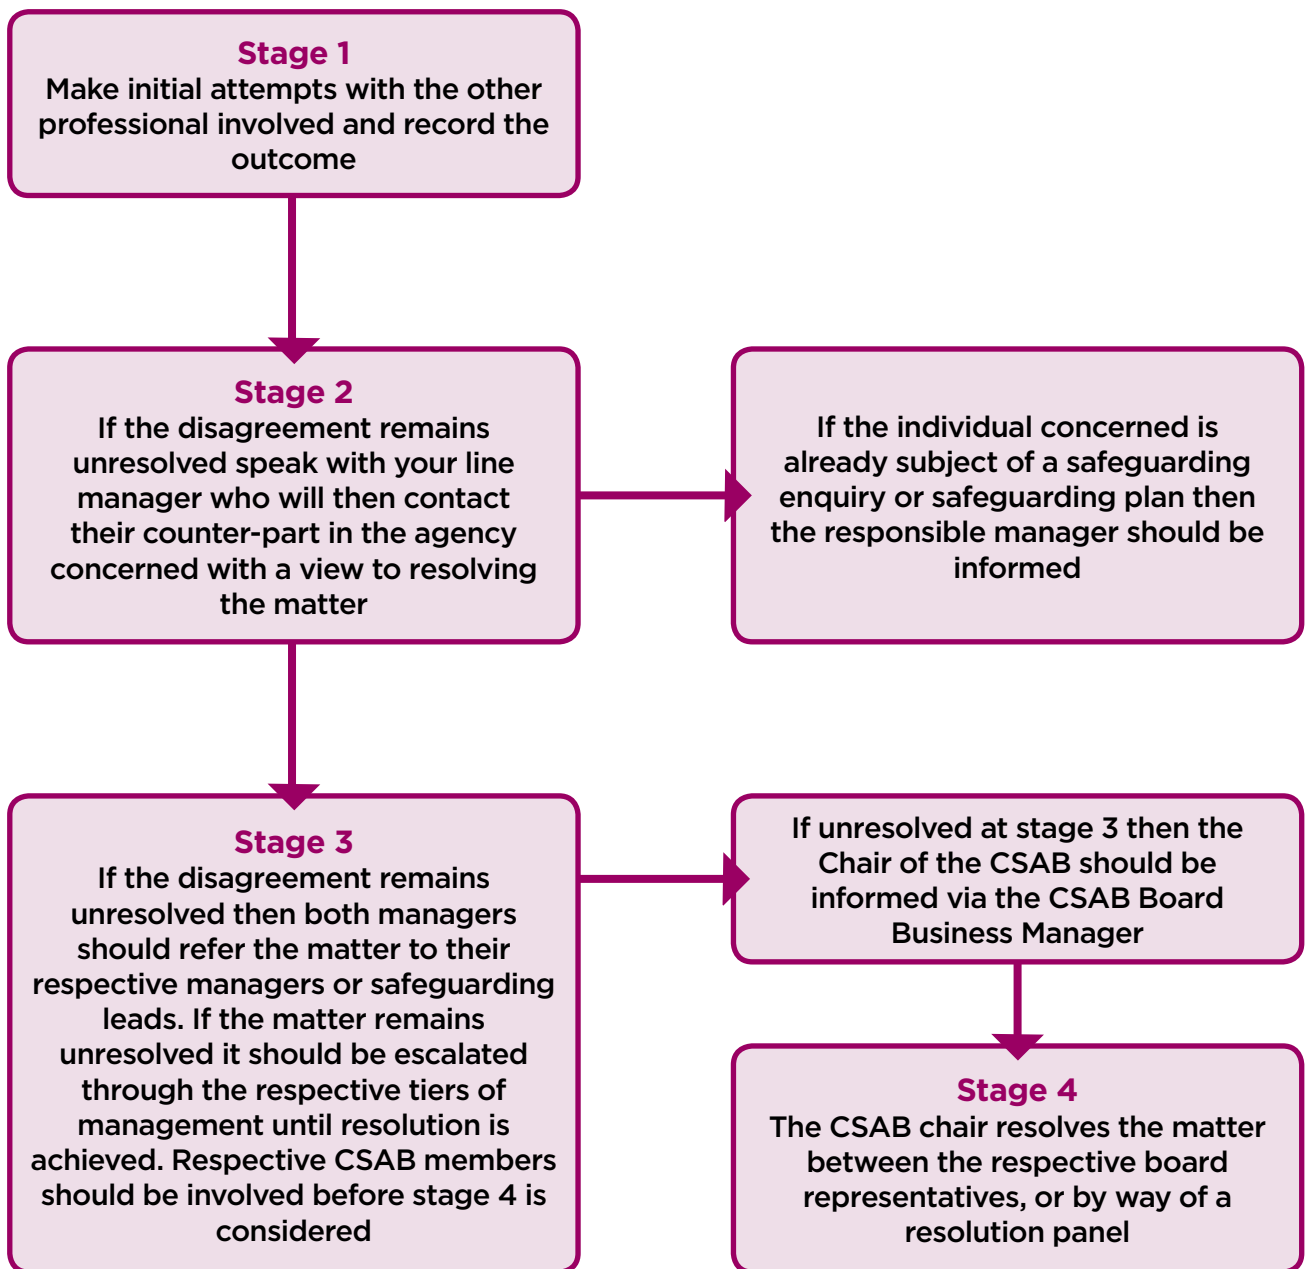 Stage 1
Make initial attempts with the other
professional involved and record the
outcome
Stage 2
If the disagreement remains
unresolved speak with your line
manager who will then contact
their counter-part in the agency
concerned with a view to resolving
the matter
If the individual concerned is
already subject of a safeguarding
enquiry or safeguarding plan then
the responsible manager should be
informed
Stage 3
If the disagreement remains
unresolved then both managers
should refer the matter to their
respective managers or safeguarding
leads. If the matter remains
unresolved it should be escalated
through the respective tiers of
management until resolution is
achieved. Respective CSAB members
should be involved before stage 4 is
considered
If unresolved at stage 3 then the
Chair of the CSAB should be
informed via the CSAB Board
Business Manager
Stage 4
The CSAB chair resolves the matter
between the respective board
representatives, or by way of a
resolution panel